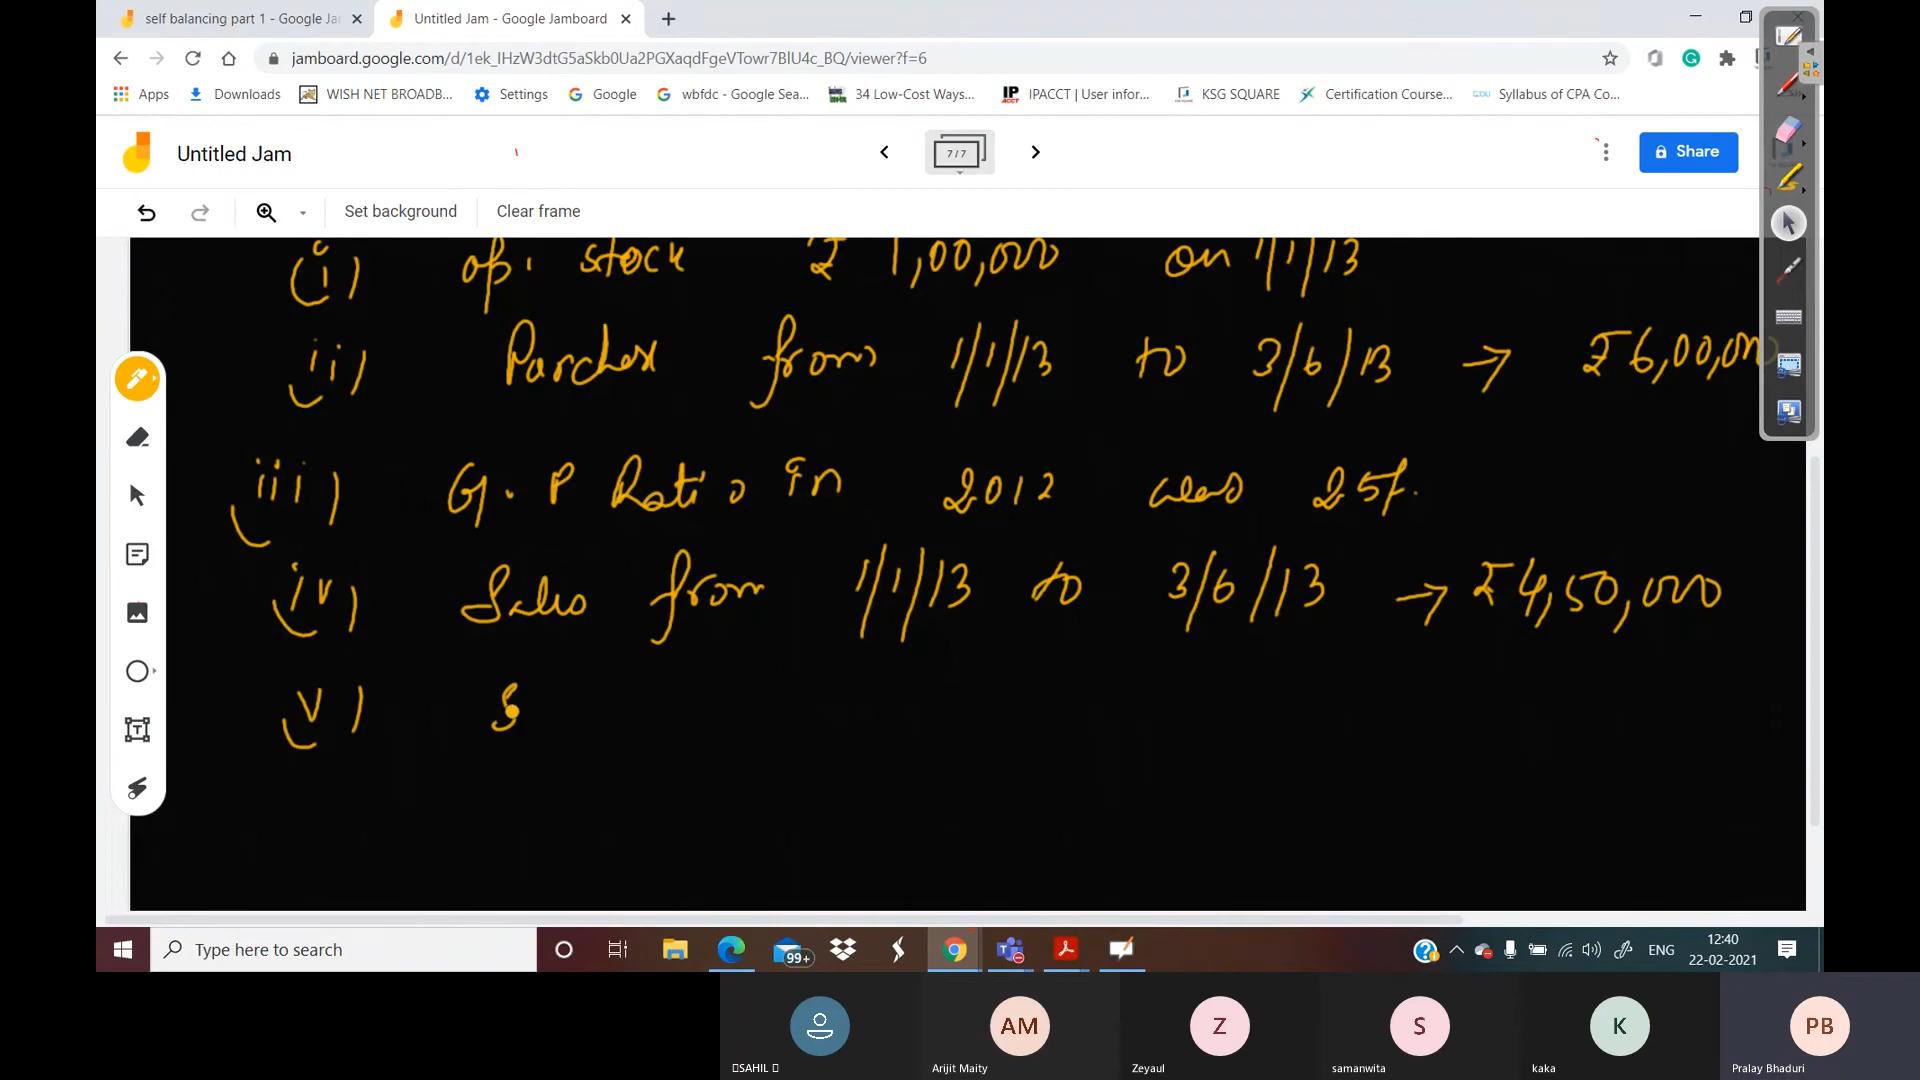 self balancing part 1 - Google Ja
Untitled Jam - Google Jamboard
jamboard.google.com/d/1ek_IHzW3dtG5aSkb0Ua2PGXaqdFgeVTowr7BlU4c_BQ/viewer?f=6
Apps Downloads WISH NET BROADB... Settings Google wbfdc - Google Sea... 34 Low-Cost Ways... IPACCT | User infor... KSG SQUARE Certification Course... Syllabus of CPA Co...
Untitled Jam
7/7
Share
Set background Clear frame
(i) op. stock ₹ 1,00,000 on 1/1/13
ii) Purchase from 1/1/13 to 3/6/13 → ₹6,00,000
iii) G.P Ratio in 2012 was 25%.
iv) Sales from 1/1/13 to 3/6/13 → ₹4,50,000
v) S
Type here to search
99+
ENG
12:40
22-02-2021
AM Z S K PB
SAHIL Arijit Maity Zeyaul samanwita kaka Pralay Bhaduri